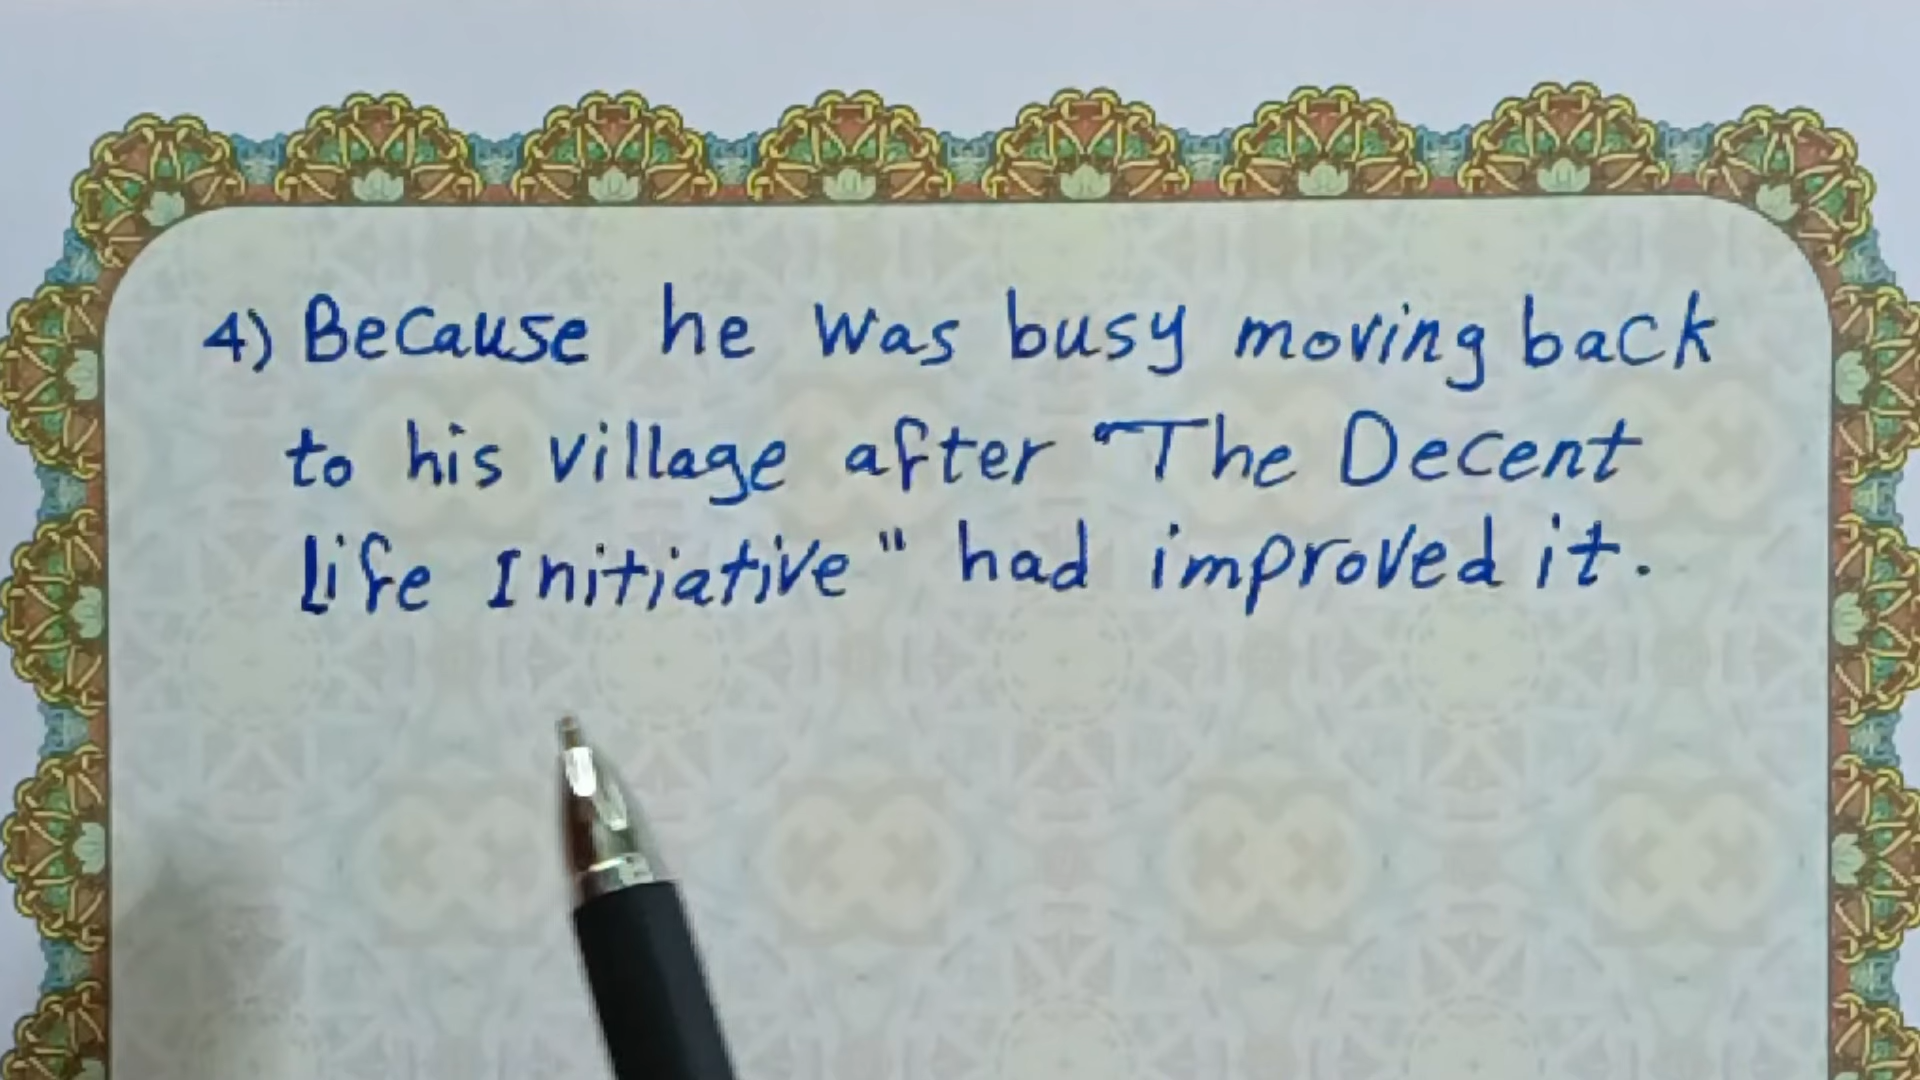 4) Because he was busy moving back
to his village after "The Decent
Life Initiative" had improved it.